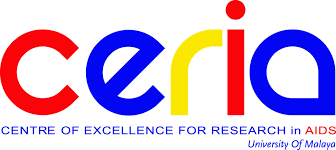 ceria
CENTRE OF EXCELLENCE FOR RESEARCH in AIDS
University Of Malaya